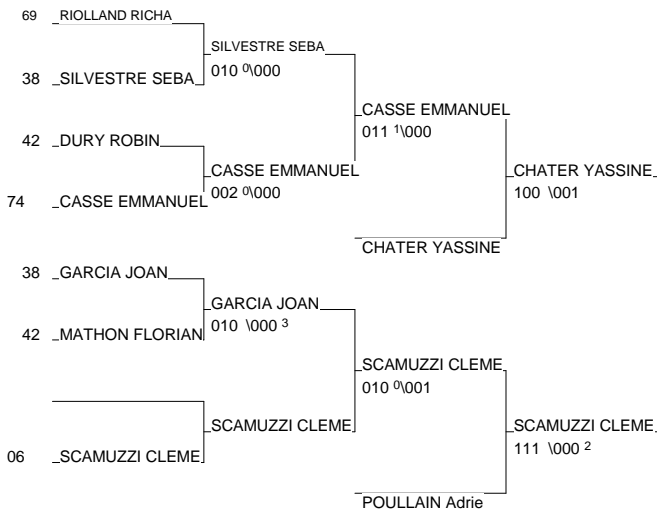 69 RIOLLAND RICHA
SILVESTRE SEBA
010 0\000
38 SILVESTRE SEBA
CASSE EMMANUEL
011 1\000
42 DURY ROBIN
CASSE EMMANUEL
002 0\000
CHATER YASSINE
100 \001
74 CASSE EMMANUEL
CHATER YASSINE
38 GARCIA JOAN
GARCIA JOAN
010 \000 3
42 MATHON FLORIAN
SCAMUZZI CLEME
010 0\001
SCAMUZZI CLEME
SCAMUZZI CLEME
111 \000 2
06 SCAMUZZI CLEME
POULLAIN Adrie